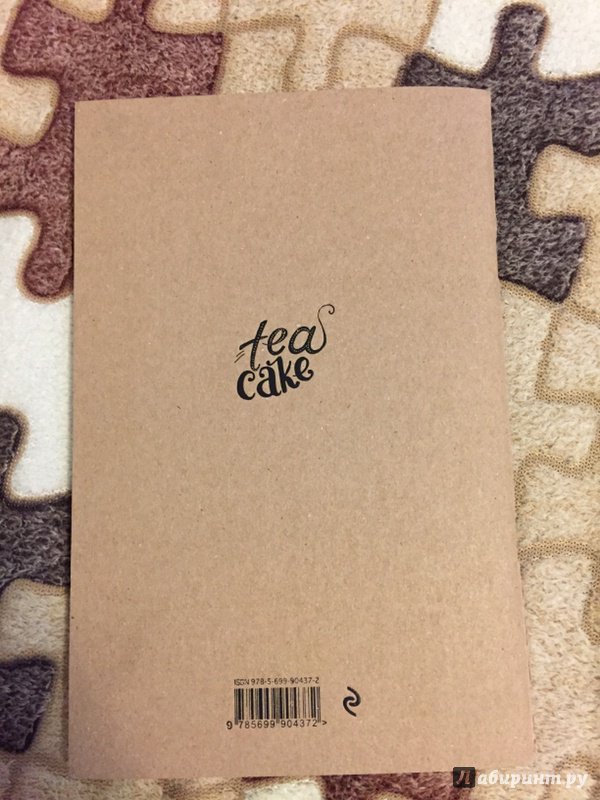 tea
cake
ISBN 978-5-699-90437-2
9 785699 904372 >
Лабиринт.ру